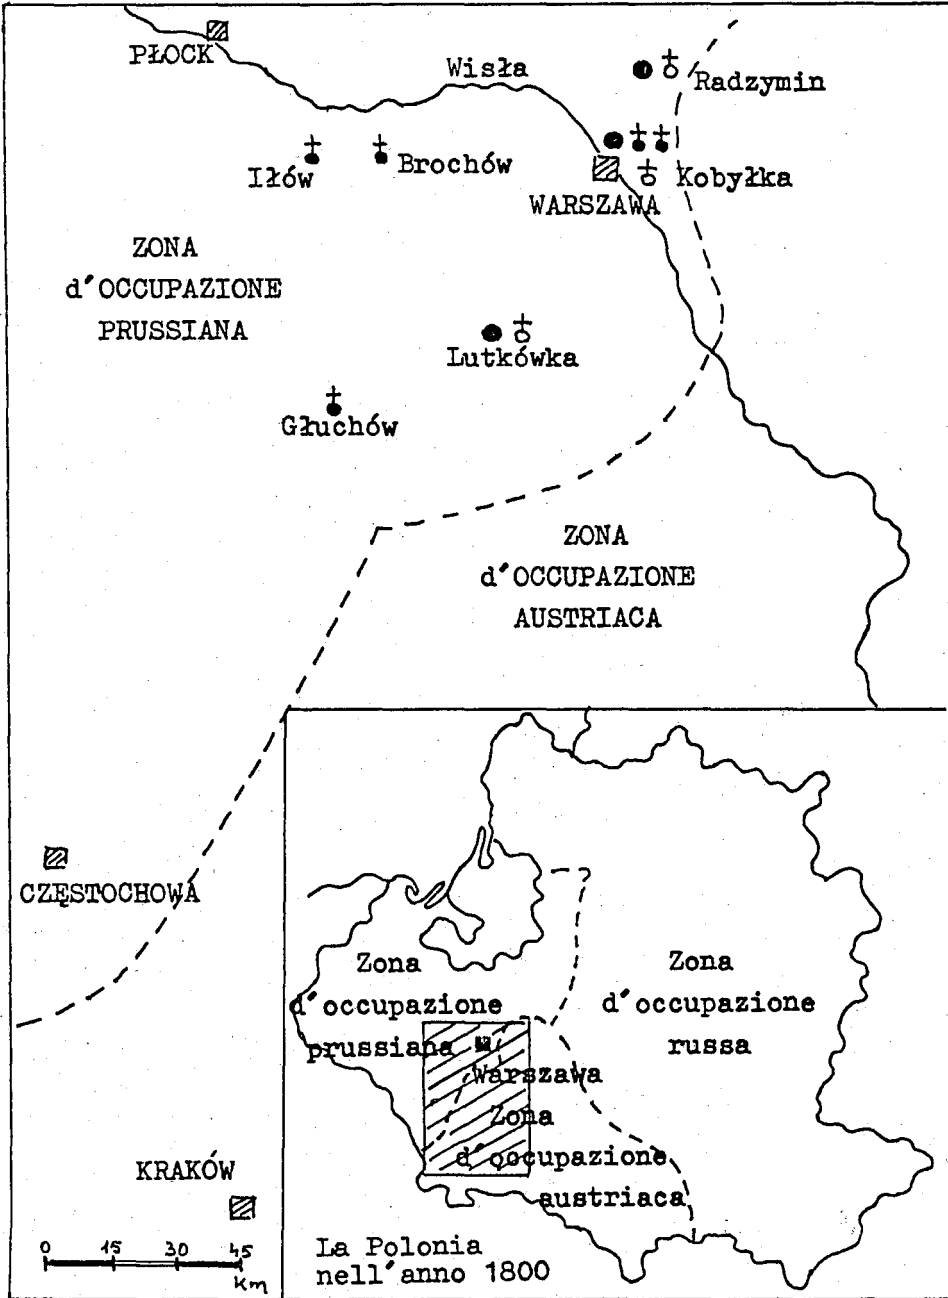 PŁOCK
Wisła
Radzymin
Iłów
Brochów
Kobyłka
WARSZAWA
ZONA
d'OCCUPAZIONE
PRUSSIANA
Lutkówka
Głuchów
ZONA
d'OCCUPAZIONE
AUSTRIACA
CZĘSTOCHOWA
KRAKÓW
0 15 30 45
Km
Zona
d'occupazione
prussiana
Zona
d'occupazione
russa
Warszawa
Zona
d'occupazione
austriaca
La Polonia
nell'anno 1800